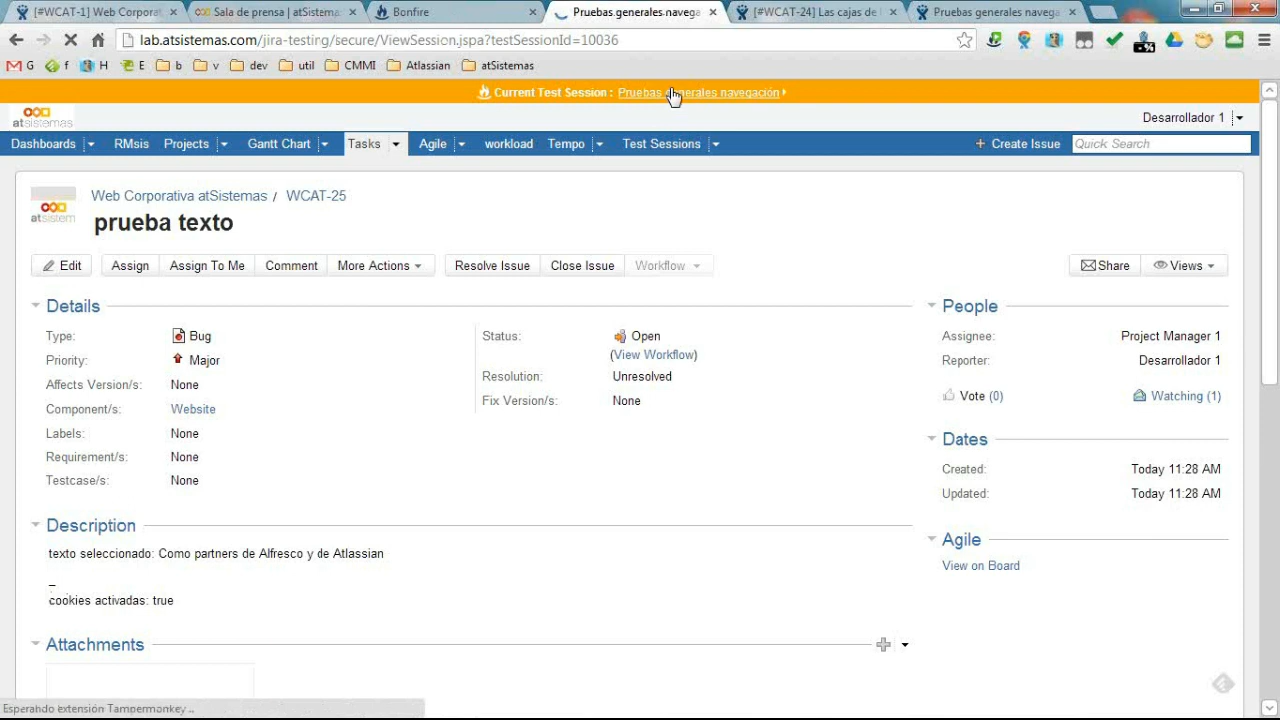 [#WCAT-1] Web Corporat
Sala de prensa | atSistema
Bonfire
Pruebas generales navega
[#WCAT-24] Las cajas de
Pruebas generales navega
lab.atsistemas.com/jira-testing/secure/ViewSession.jspa?testSessionId=10036
G f H E b v dev util CMMI Atlassian atSistemas
Current Test Session : Pruebas generales navegación
atsistemas
Desarrollador 1
Dashboards RMsis Projects Gantt Chart Tasks Agile workload Tempo Test Sessions + Create Issue Quick Search
atsistem
Web Corporativa atSistemas / WCAT-25
prueba texto
Edit Assign Assign To Me Comment More Actions Resolve Issue Close Issue Workflow Share Views
Details
Type: Bug
Priority: Major
Affects Version/s: None
Component/s: Website
Labels: None
Requirement/s: None
Testcase/s: None
Status: Open
(View Workflow)
Resolution: Unresolved
Fix Version/s: None
People
Assignee: Project Manager 1
Reporter: Desarrollador 1
Vote (0) Watching (1)
Dates
Created: Today 11:28 AM
Updated: Today 11:28 AM
Agile
View on Board
Description
texto seleccionado: Como partners de Alfresco y de Atlassian
cookies activadas: true
Attachments
Esperando extensión Tampermonkey...